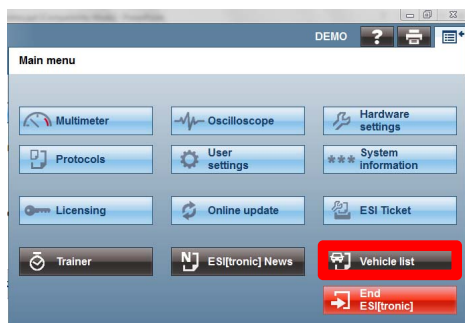 DEMO ?
Main menu
Multimeter
Oscilloscope
Hardware
settings
Protocols
User
settings
*** System
information
Licensing
Online update
ESI Ticket
Trainer
ESI[tronic] News
Vehicle list
End
ESI[tronic]